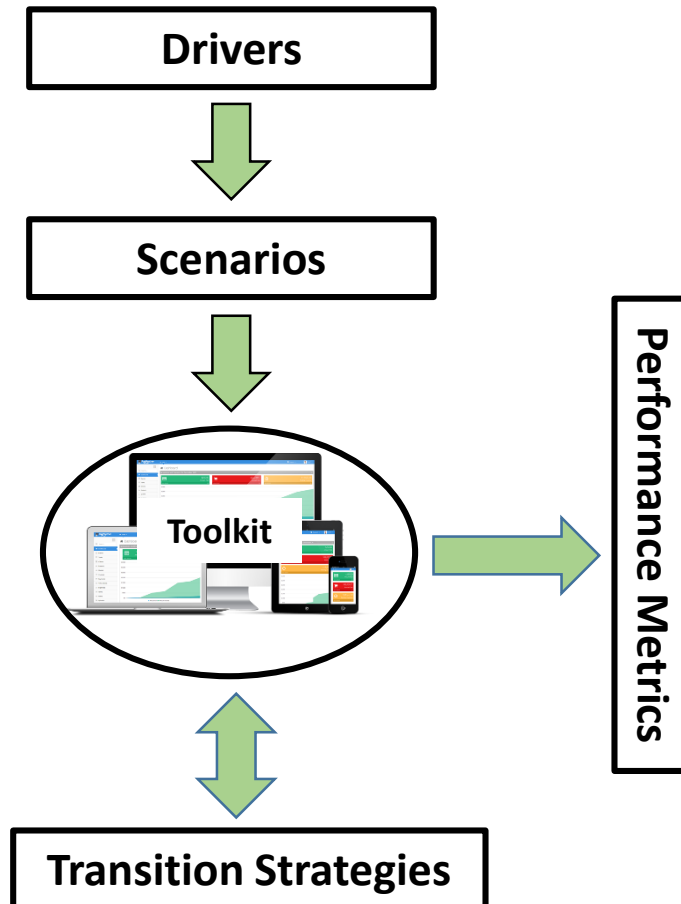 Drivers
Scenarios
Toolkit
Performance Metrics
Transition Strategies